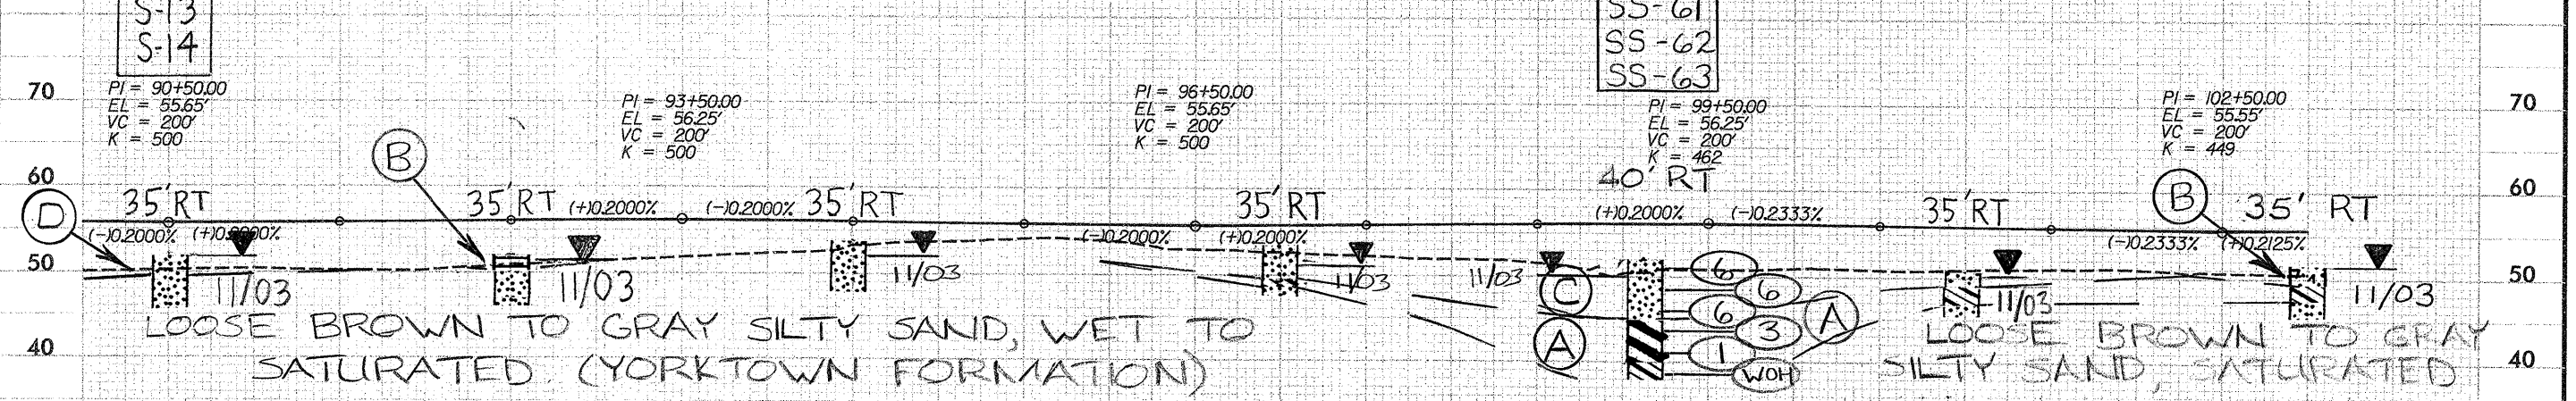 S-13
S-14
SS-61
SS-62
SS-63
70
PI = 90+50.00
EL = 55.65'
VC = 200'
K = 500
PI = 93+50.00
EL = 56.25'
VC = 200'
K = 500
PI = 96+50.00
EL = 55.65'
VC = 200'
K = 500
PI = 99+50.00
EL = 56.25'
VC = 200'
K = 462
PI = 102+50.00
EL = 55.55'
VC = 200'
K = 449
70
60
B
40' RT
B
60
D
35' RT
35' RT
(+)0.2000%
(-)0.2000%
35' RT
35' RT
(+)0.2000%
(-)0.2333%
35' RT
35' RT
(-)0.2000%
(+)0.2000%
(-)0.2000%
(+)0.2000%
(-)0.2333%
(+)0.2125%
50
11/03
11/03
11/03
11/03
11/03
C
6
6
6
A
3
A
1
WOH
11/03
11/03
50
LOOSE BROWN TO GRAY SILTY SAND, WET TO
SATURATED (YORKTOWN FORMATION)
LOOSE BROWN TO GRAY
SILTY SAND, SATURATED
40
40